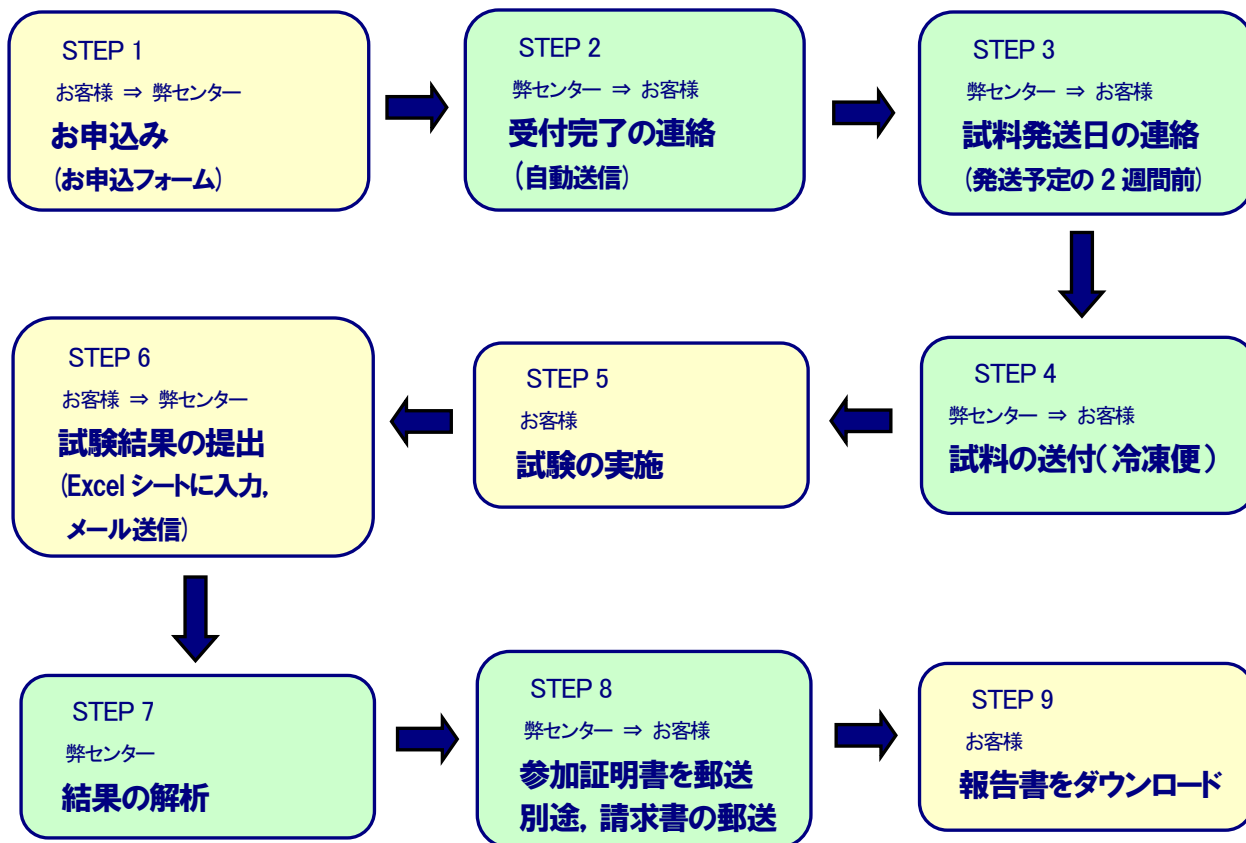 STEP 1
お客様 ⇒ 弊センター
お申込み
(お申込フォーム)
STEP 2
弊センター ⇒ お客様
受付完了の連絡
(自動送信)
STEP 3
弊センター ⇒ お客様
試料発送日の連絡
(発送予定の 2 週間前)
STEP 4
弊センター ⇒ お客様
試料の送付(冷凍便)
STEP 5
お客様
試験の実施
STEP 6
お客様 ⇒ 弊センター
試験結果の提出
(Excel シートに入力,
メール送信)
STEP 7
弊センター
結果の解析
STEP 8
弊センター ⇒ お客様
参加証明書を郵送
別途, 請求書の郵送
STEP 9
お客様
報告書をダウンロード